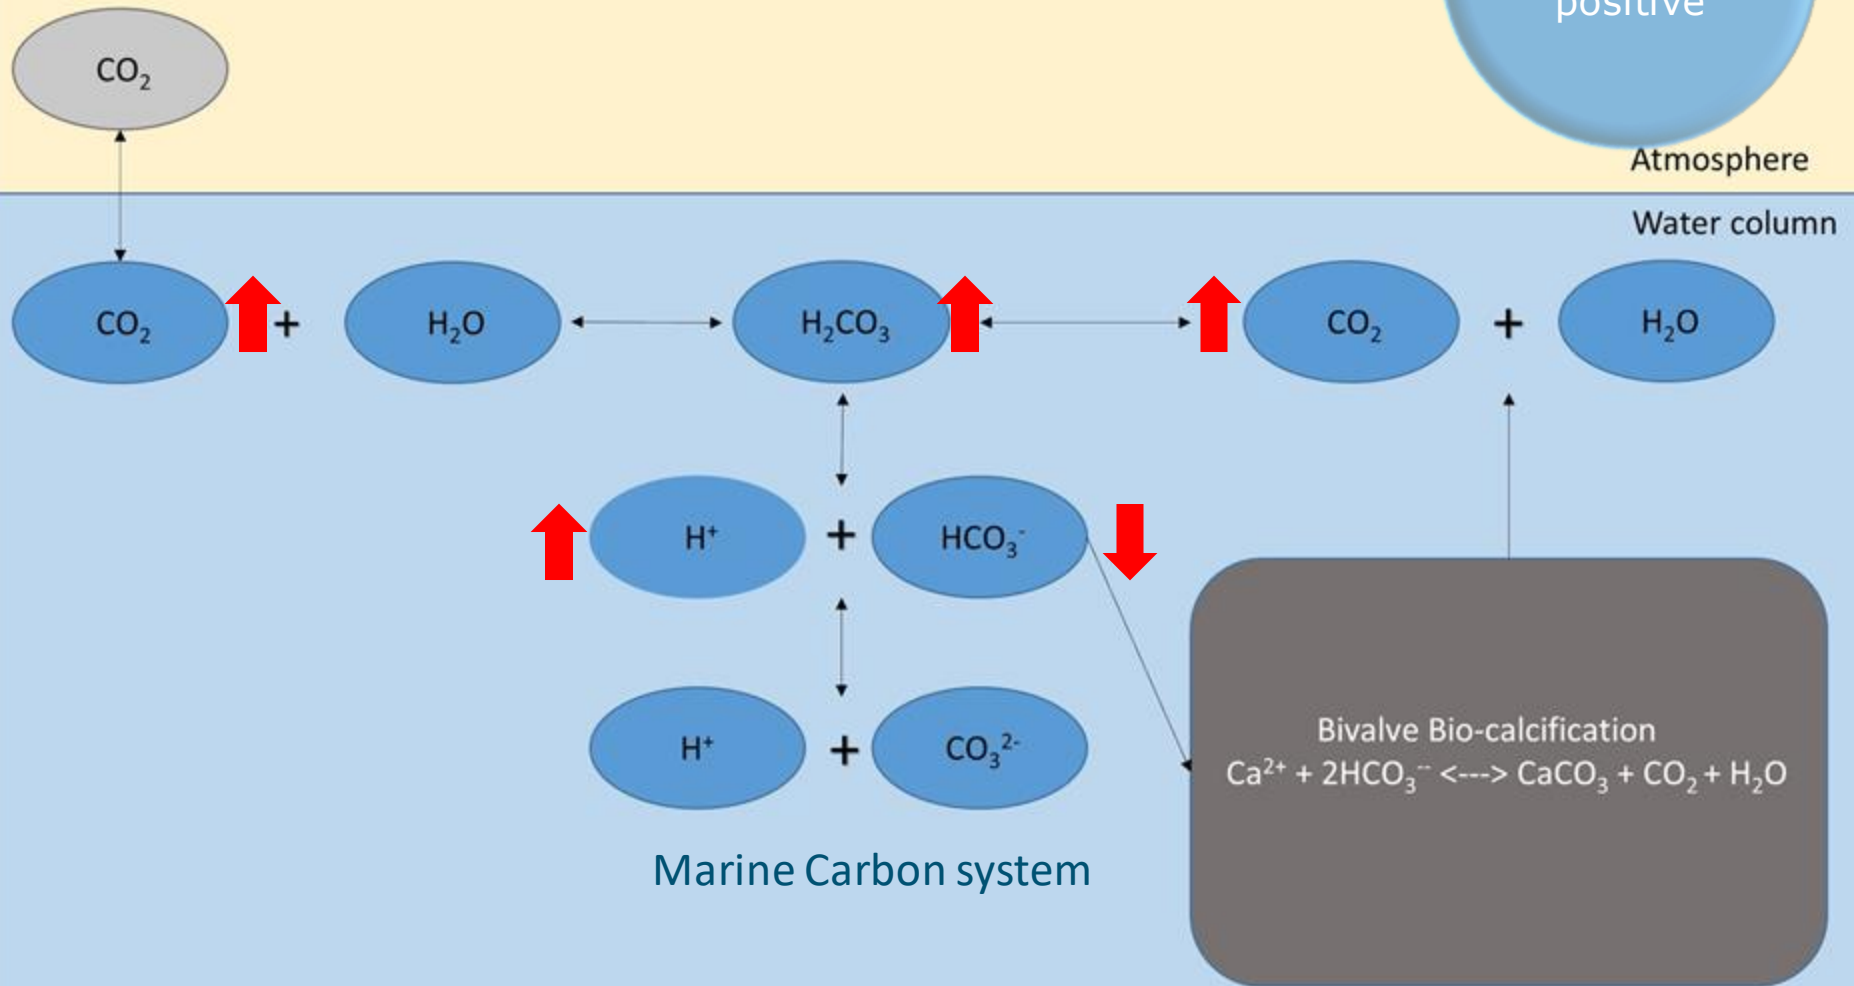 positive
CO₂
Atmosphere
Water column
CO₂ + H₂O H₂CO₃ CO₂ + H₂O
H⁺ + HCO₃⁻
H⁺ + CO₃²⁻
Bivalve Bio-calcification
Ca²⁺ + 2HCO₃⁻⁻ <---> CaCO₃ + CO₂ + H₂O
Marine Carbon system